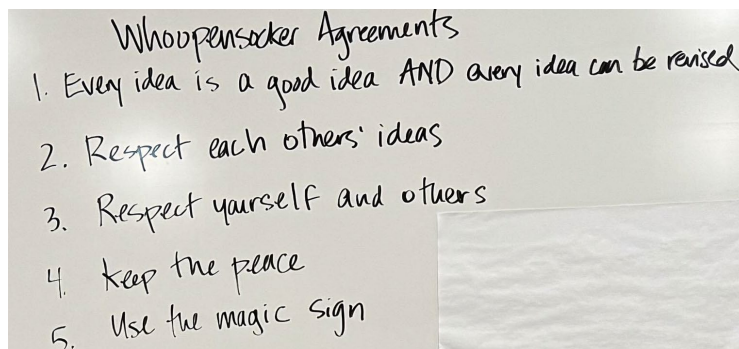 Whoopensocker Agreements
1. Every idea is a good idea AND every idea can be revised
2. Respect each others' ideas
3. Respect yourself and others
4. keep the peace
5. Use the magic sign